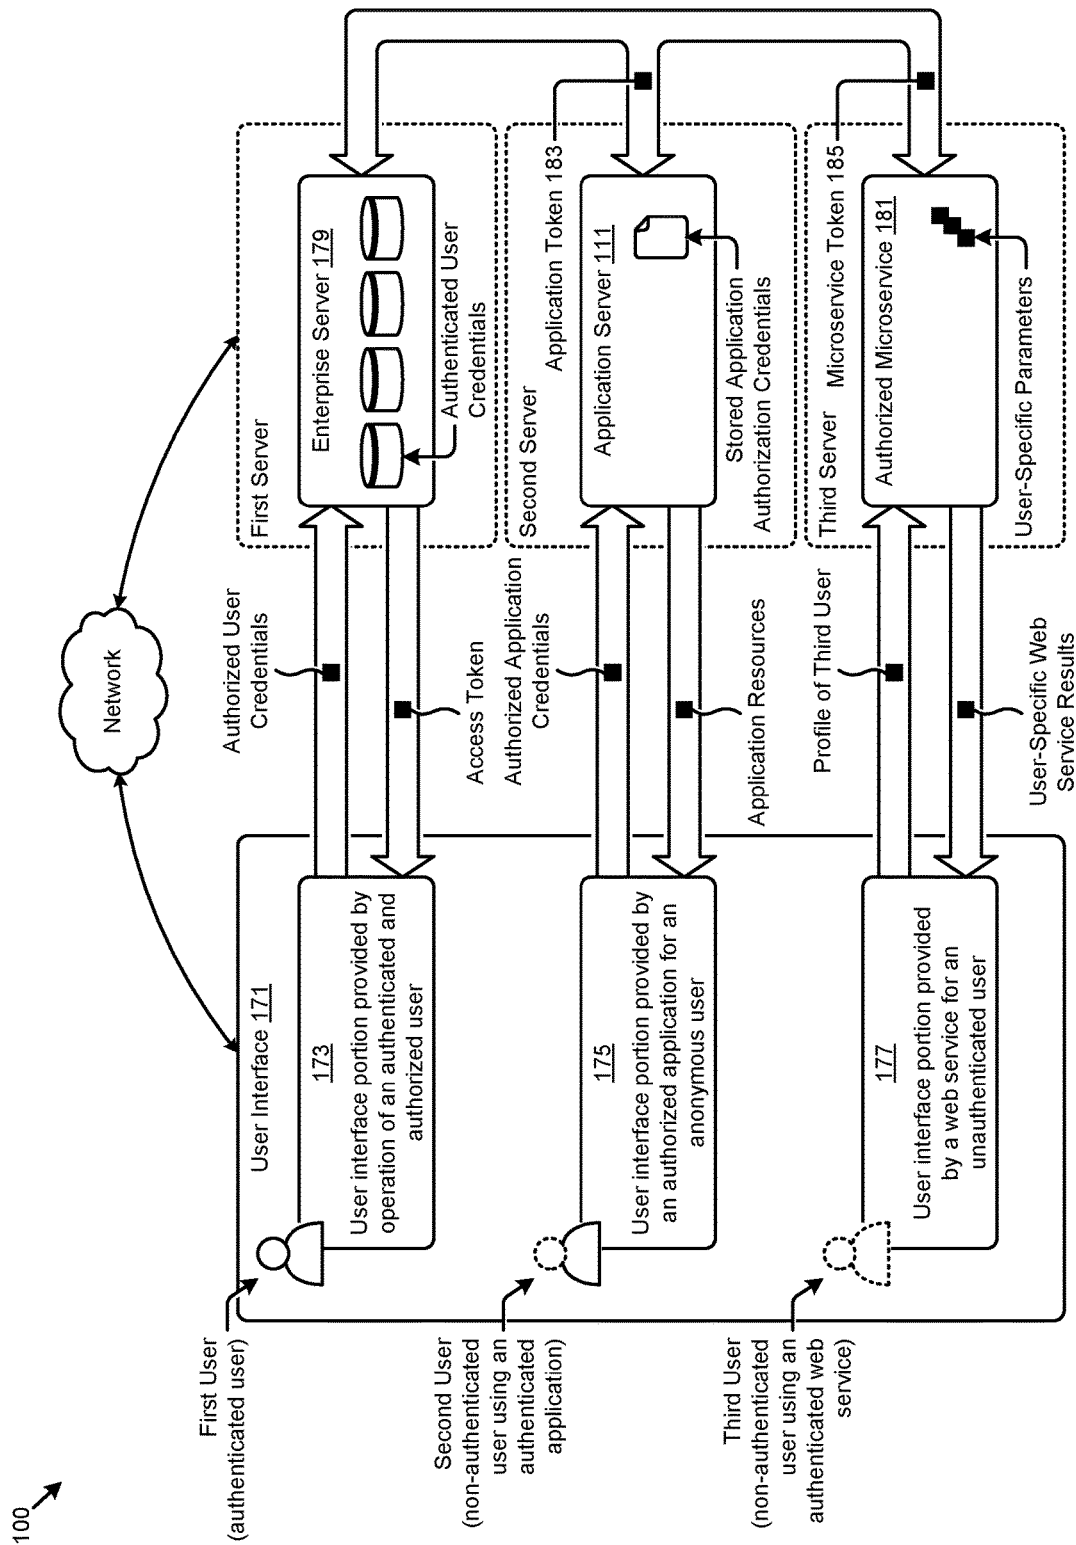 100
Network
First User
(authenticated user)
User Interface 171
173
User interface portion provided by
operation of an authenticated and
authorized user
Authorized User
Credentials
Access Token
First Server
Enterprise Server 179
Authenticated User
Credentials
Second User
(non-authenticated
user using an
authenticated
application)
175
User interface portion provided by
an authorized application for an
anonymous user
Authorized Application
Credentials
Application Resources
Second Server
Application Token 183
Application Server 111
Stored Application
Authorization Credentials
Third User
(non-authenticated
user using an
authenticated web
service)
177
User interface portion provided
by a web service for an
unauthenticated user
Profile of Third User
User-Specific Web
Service Results
Third Server
Microservice Token 185
Authorized Microservice 181
User-Specific Parameters